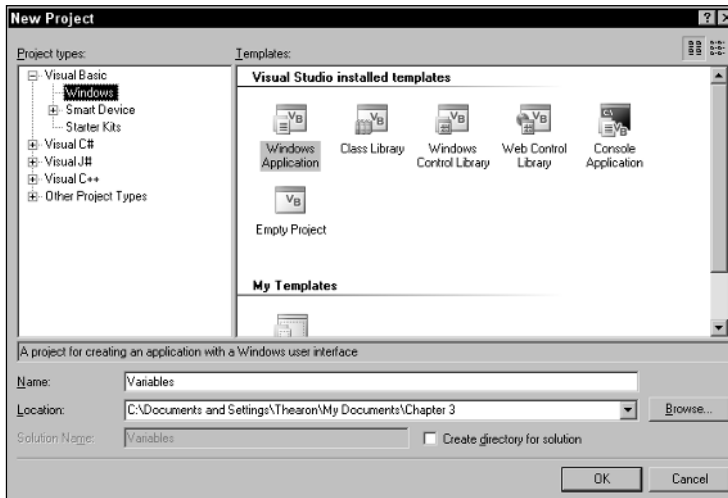 New Project
Project types:
Templates:
Visual Basic
Windows
Smart Device
Starter Kits
Visual C#
Visual J#
Visual C++
Other Project Types
Visual Studio installed templates
Windows Application
Class Library
Windows Control Library
Web Control Library
Console Application
Empty Project
My Templates
A project for creating an application with a Windows user interface
Name:
Variables
Location:
C:\Documents and Settings\Thearon\My Documents\Chapter 3
Browse...
Solution Name:
Variables
Create directory for solution
OK
Cancel